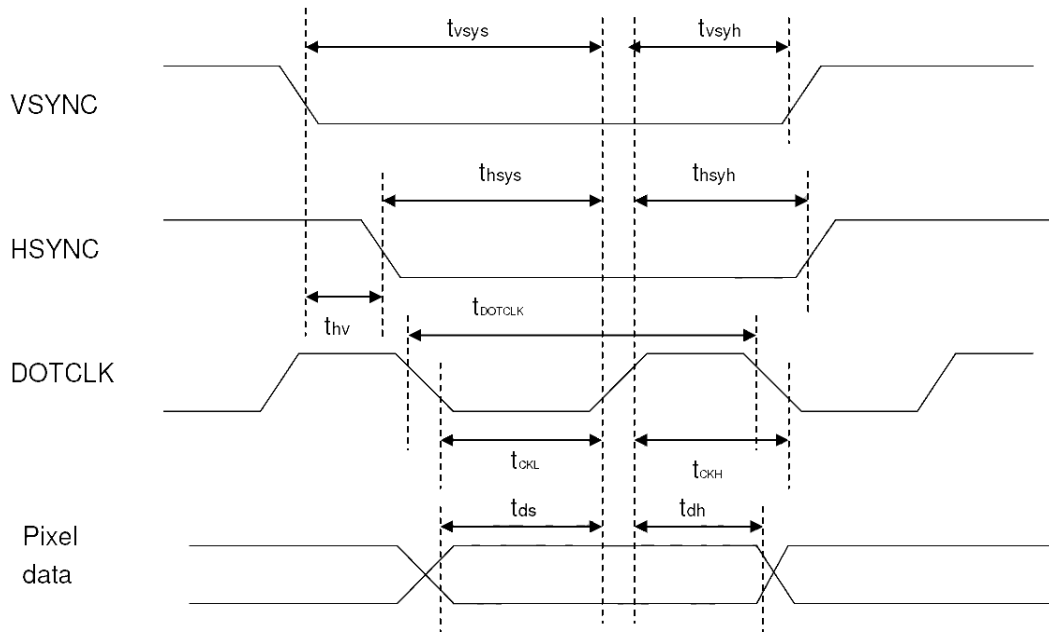 tvsys
tvsyh
VSYNC
thsys
thsyh
HSYNC
thv
tDOTCLK
DOTCLK
tCKL
tCKH
tds
tdh
Pixel
data